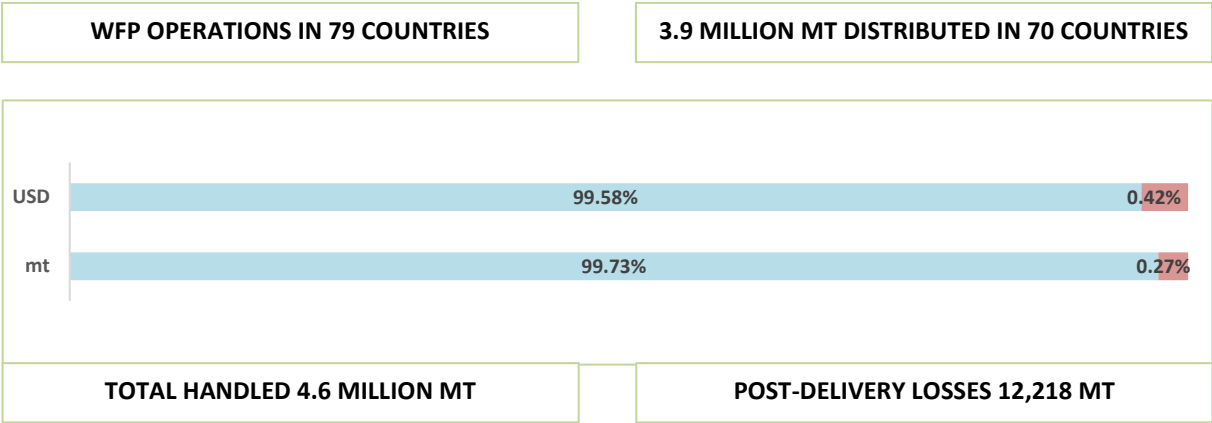 WFP OPERATIONS IN 79 COUNTRIES
3.9 MILLION MT DISTRIBUTED IN 70 COUNTRIES
USD
99.58%
0.42%
mt
99.73%
0.27%
TOTAL HANDLED 4.6 MILLION MT
POST-DELIVERY LOSSES 12,218 MT